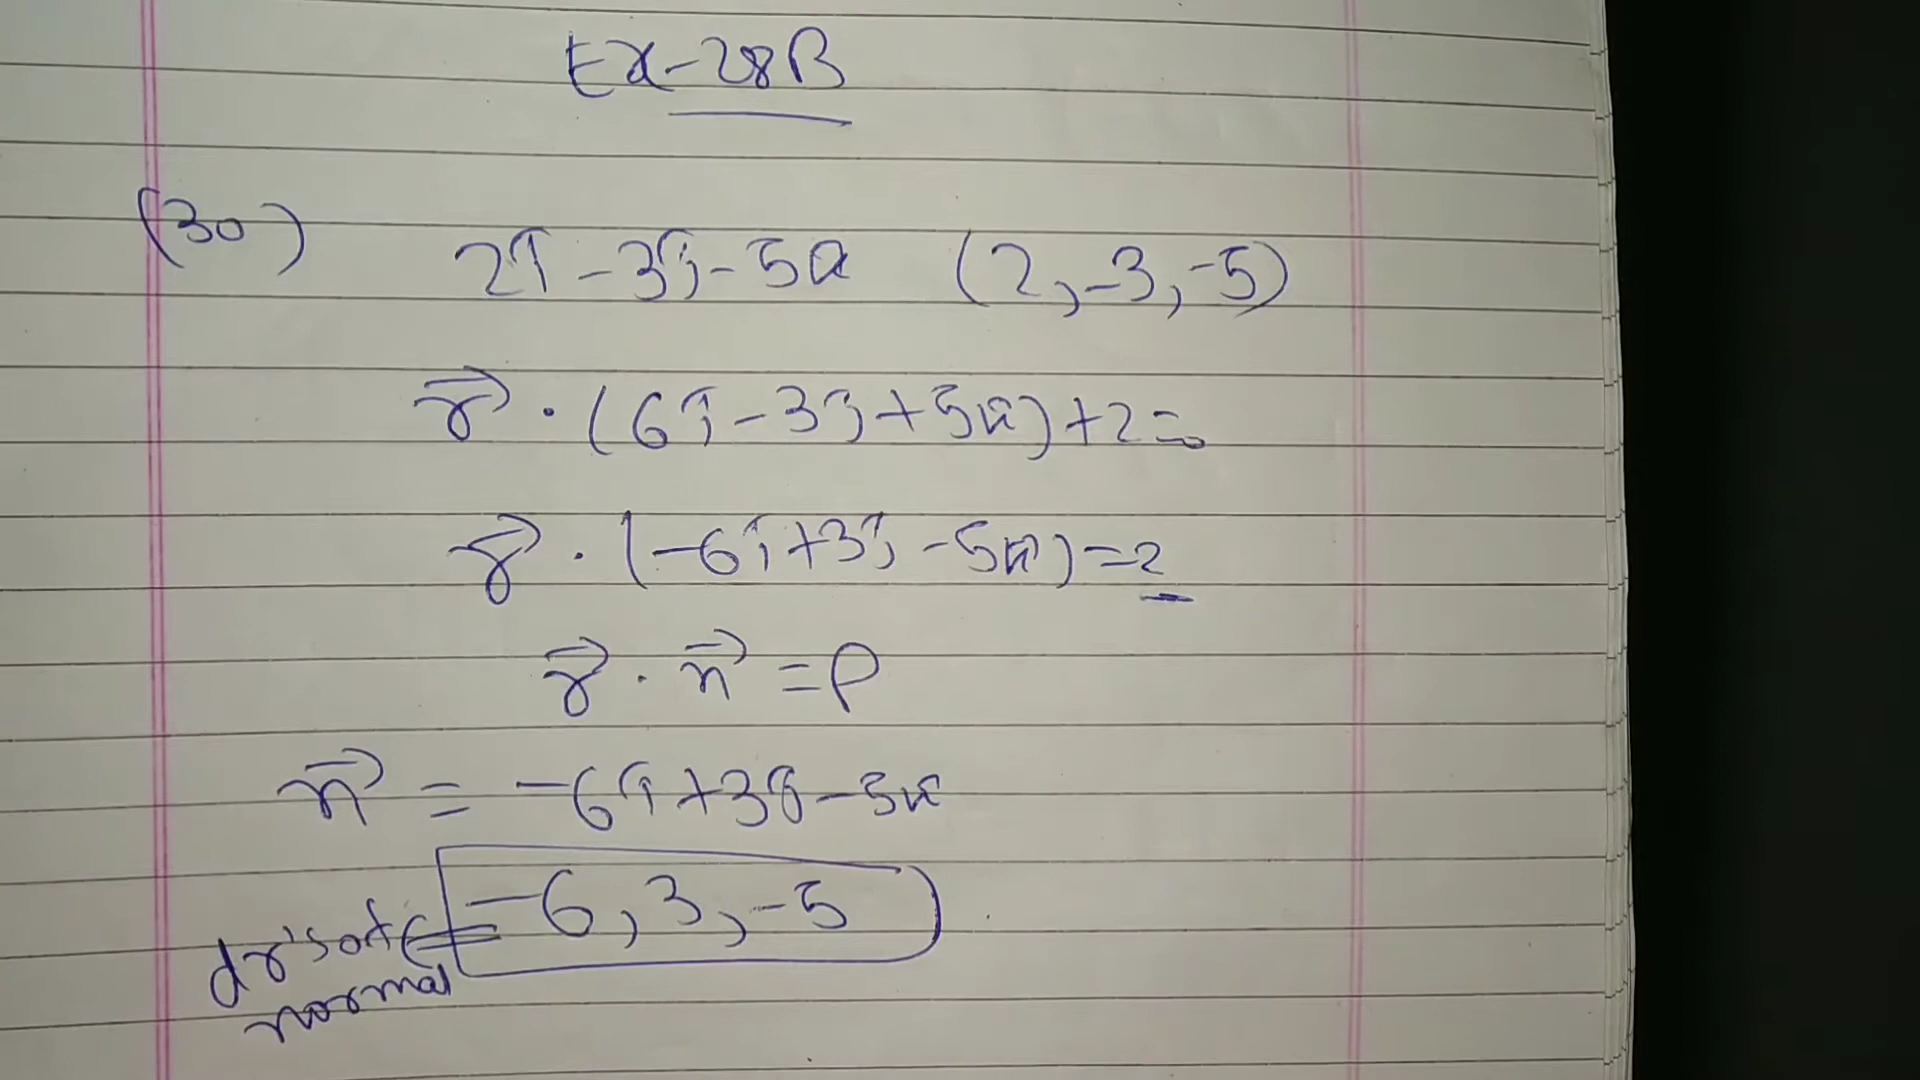 Ex-28B
(30) 2î - 3ĵ - 5k̂ (2, -3, -5)
r⃗ · (6î - 3ĵ + 5k̂) + 2 = 0
r⃗ · (-6î + 3ĵ - 5k̂) = 2
r⃗ · n⃗ = P
n⃗ = -6î + 3ĵ - 5k̂
dr's of normal = -6, 3, -5)